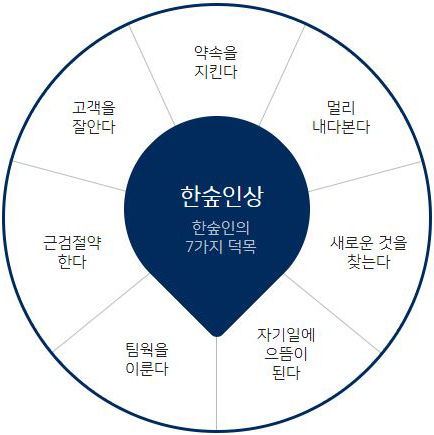 한숲인상
한숲인의
7가지 덕목
약속을
지킨다
멀리
내다본다
새로운 것을
찾는다
자기일에
으뜸이
된다
팀웍을
이룬다
근검절약
한다
고객을
잘안다